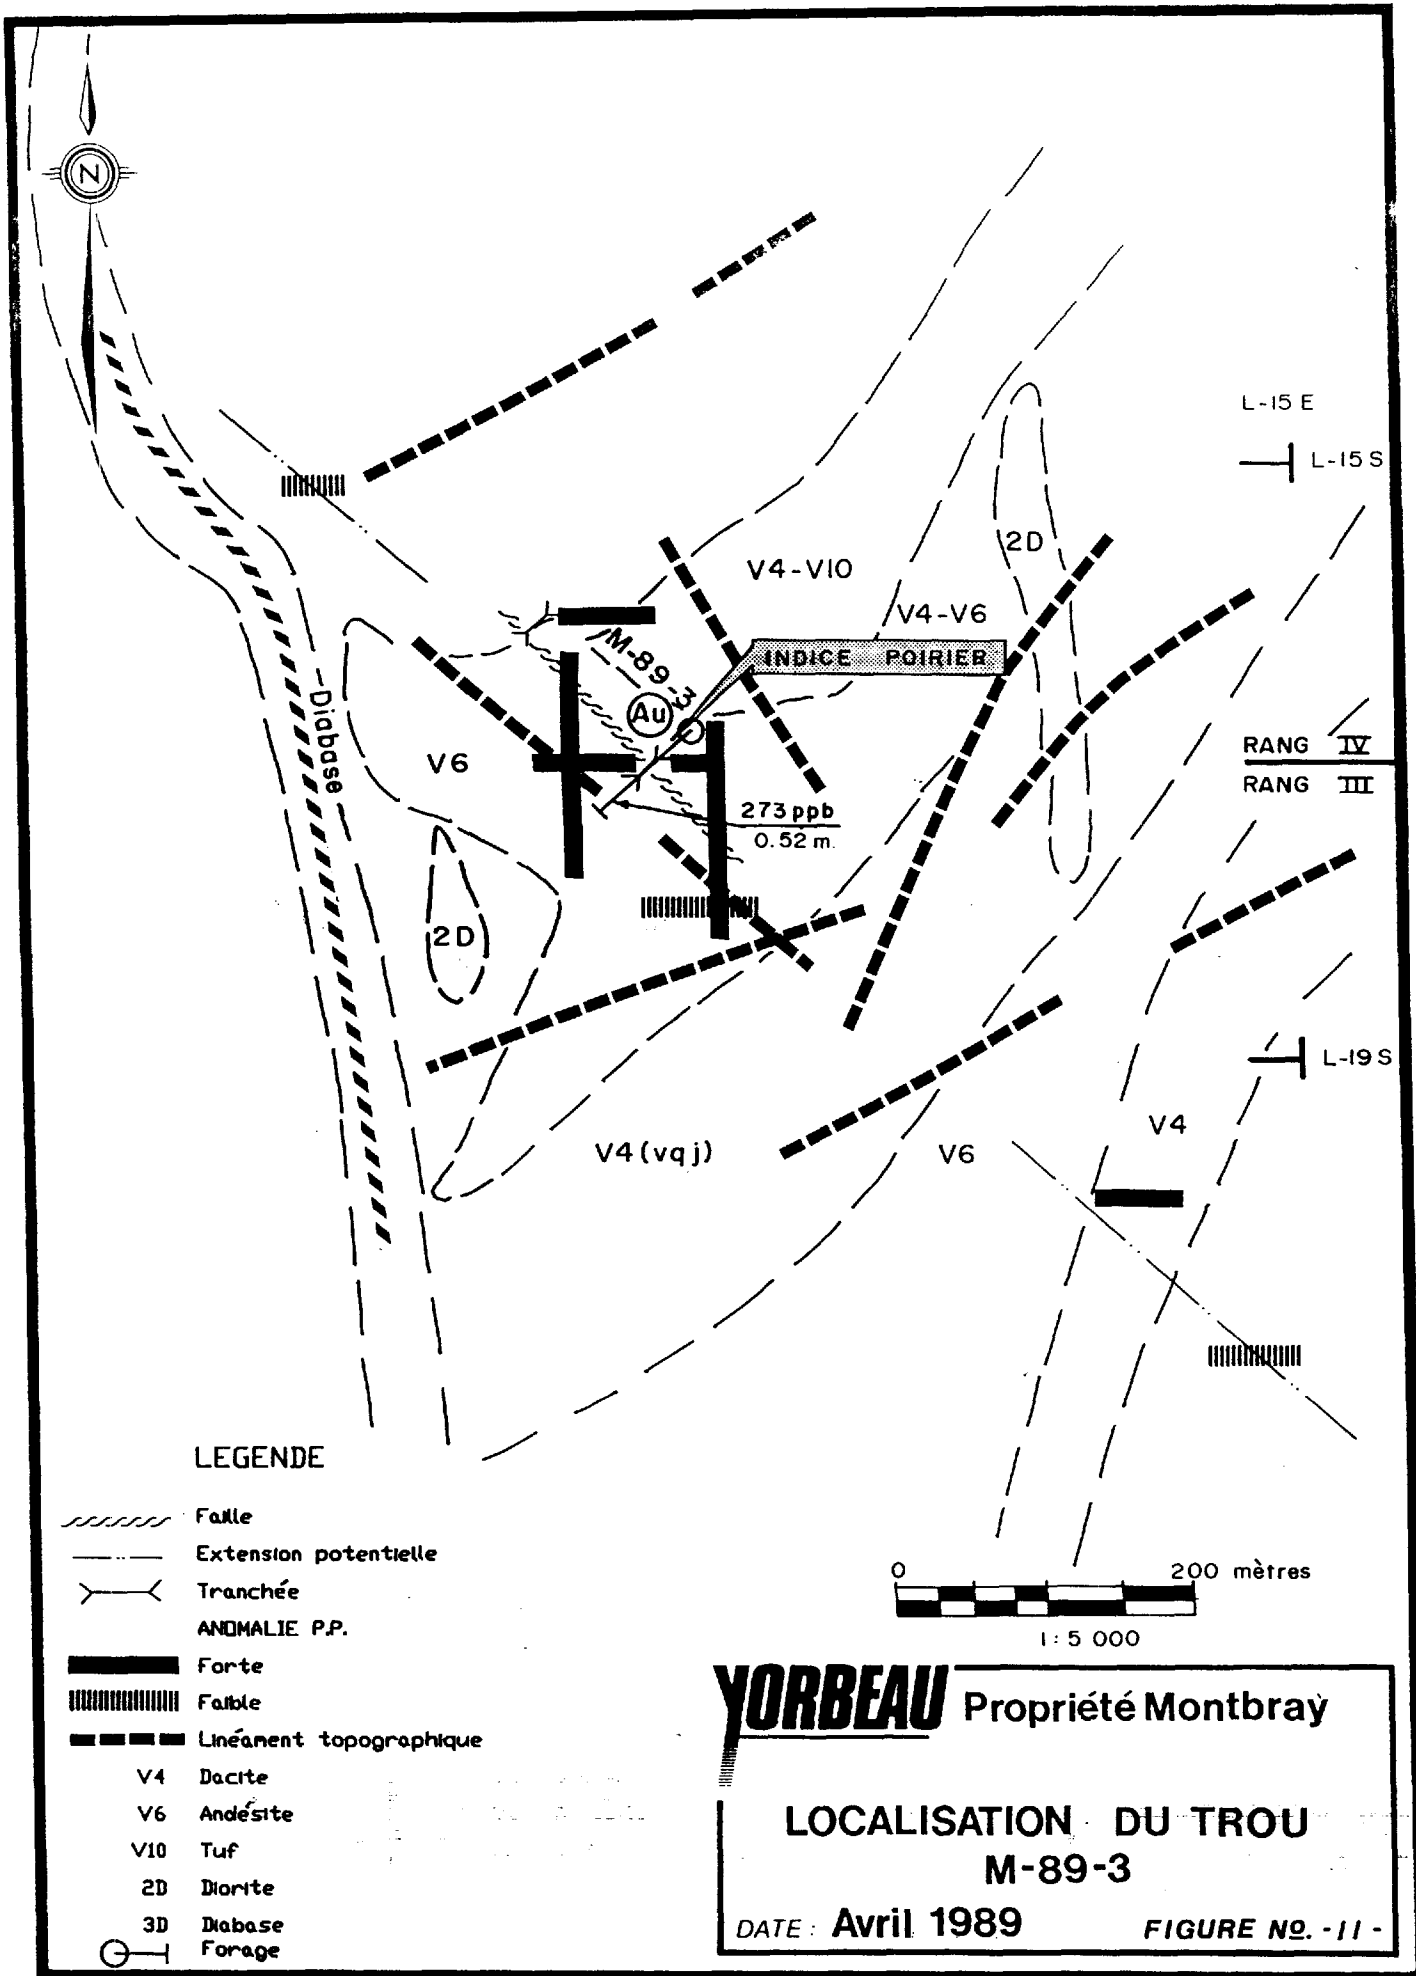 N
L-15 E
L-15 S
2D
V4-V10
V4-V6
M-89-3
INDICE POIRIER
Au
Diabase
V6
RANG IV
RANG III
273 ppb
0.52 m.
2D
L-19 S
V4
V4 (vqj)
V6
LEGENDE
Faille
Extension potentielle
Tranchée
ANOMALIE P.P.
Forte
Faible
Linéament topographique
V4 Dacite
V6 Andésite
V10 Tuf
2D Diorite
3D Diabase
Forage
0 200 mètres
1: 5 000
YORBEAU Propriété Montbray
LOCALISATION DU TROU
M-89-3
DATE : Avril 1989 FIGURE Nº. -11-